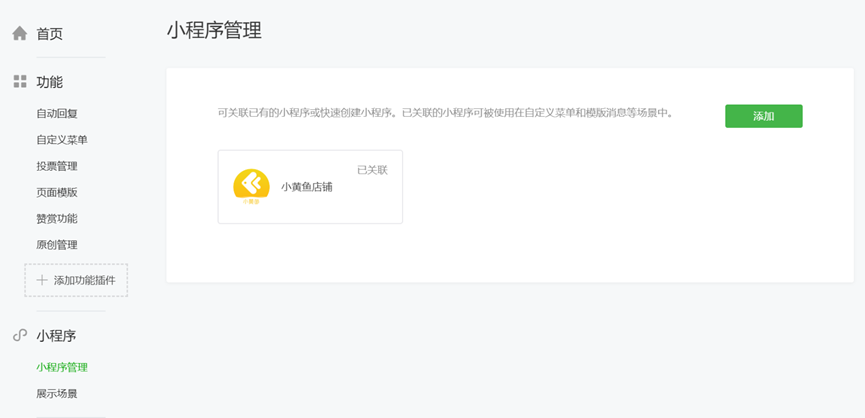 首页
功能
自动回复
自定义菜单
投票管理
页面模版
赞赏功能
原创管理
添加功能插件
小程序
小程序管理
展示场景
小程序管理
可关联已有的小程序或快速创建小程序。已关联的小程序可被使用在自定义菜单和模版消息等场景中。
添加
已关联
小黄鱼店铺